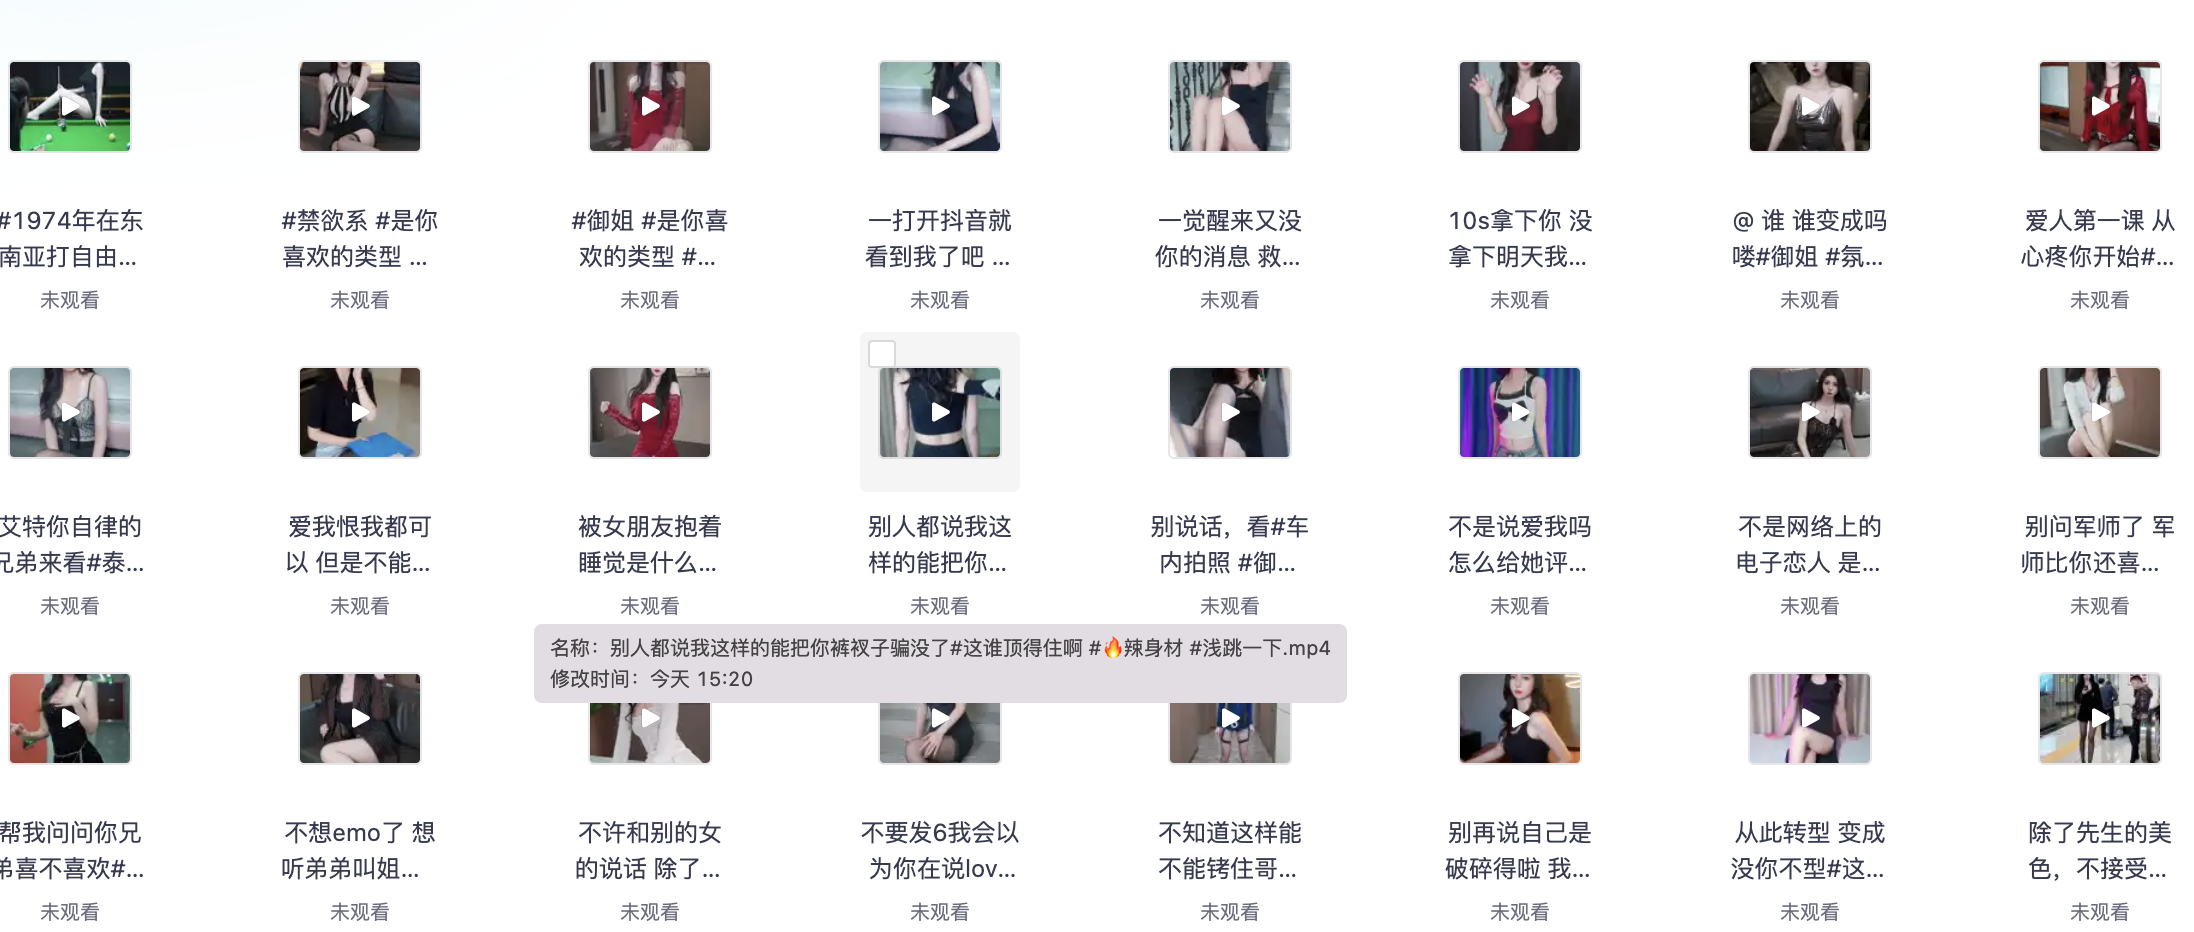 #1974年在东
南亚打自由...
未观看
#禁欲系 #是你
喜欢的类型 ...
未观看
#御姐 #是你喜
欢的类型 #...
未观看
一打开抖音就
看到我了吧 ...
未观看
一觉醒来又没
你的消息 救...
未观看
10s拿下你 没
拿下明天我...
未观看
@ 谁 谁变成吗
喽#御姐 #氛...
未观看
爱人第一课 从
心疼你开始#...
未观看
艾特你自律的
兄弟来看#泰...
未观看
爱我恨我都可
以 但是不能...
未观看
被女朋友抱着
睡觉是什么...
未观看
别人都说我这
样的能把你...
未观看
别说话，看#车
内拍照 #御...
未观看
不是说爱我吗
怎么给她评...
未观看
不是网络上的
电子恋人 是...
未观看
别问军师了 军
师比你还喜...
未观看
名称：别人都说我这样的能把你裤衩子骗没了#这谁顶得住啊 #🔥辣身材 #浅跳一下.mp4
修改时间：今天 15:20
帮我问问你兄
弟喜不喜欢#...
未观看
不想emo了 想
听弟弟叫姐...
未观看
不许和别的女
的说话 除了...
未观看
不要发6我会以
为你在说lov...
未观看
不知道这样能
不能铐住哥...
未观看
别再说自己是
破碎得啦 我...
未观看
从此转型 变成
没你不型#这...
未观看
除了先生的美
色，不接受...
未观看